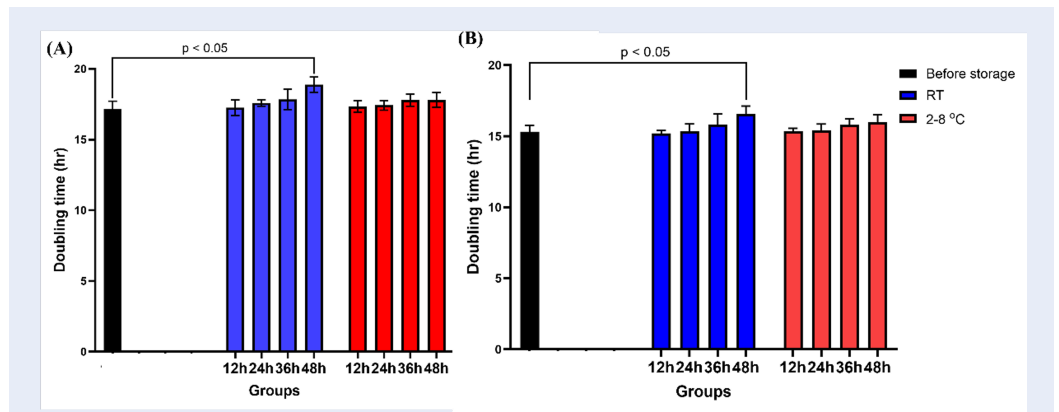 (A)
p < 0.05
Doubling time (hr)
20
15
10
5
0
12h 24h 36h 48h 12h 24h 36h 48h
Groups
(B)
p < 0.05
Doubling time (hr)
20
15
10
5
0
12h 24h 36h 48h 12h 24h 36h 48h
Groups
Before storage
RT
2-8 °C